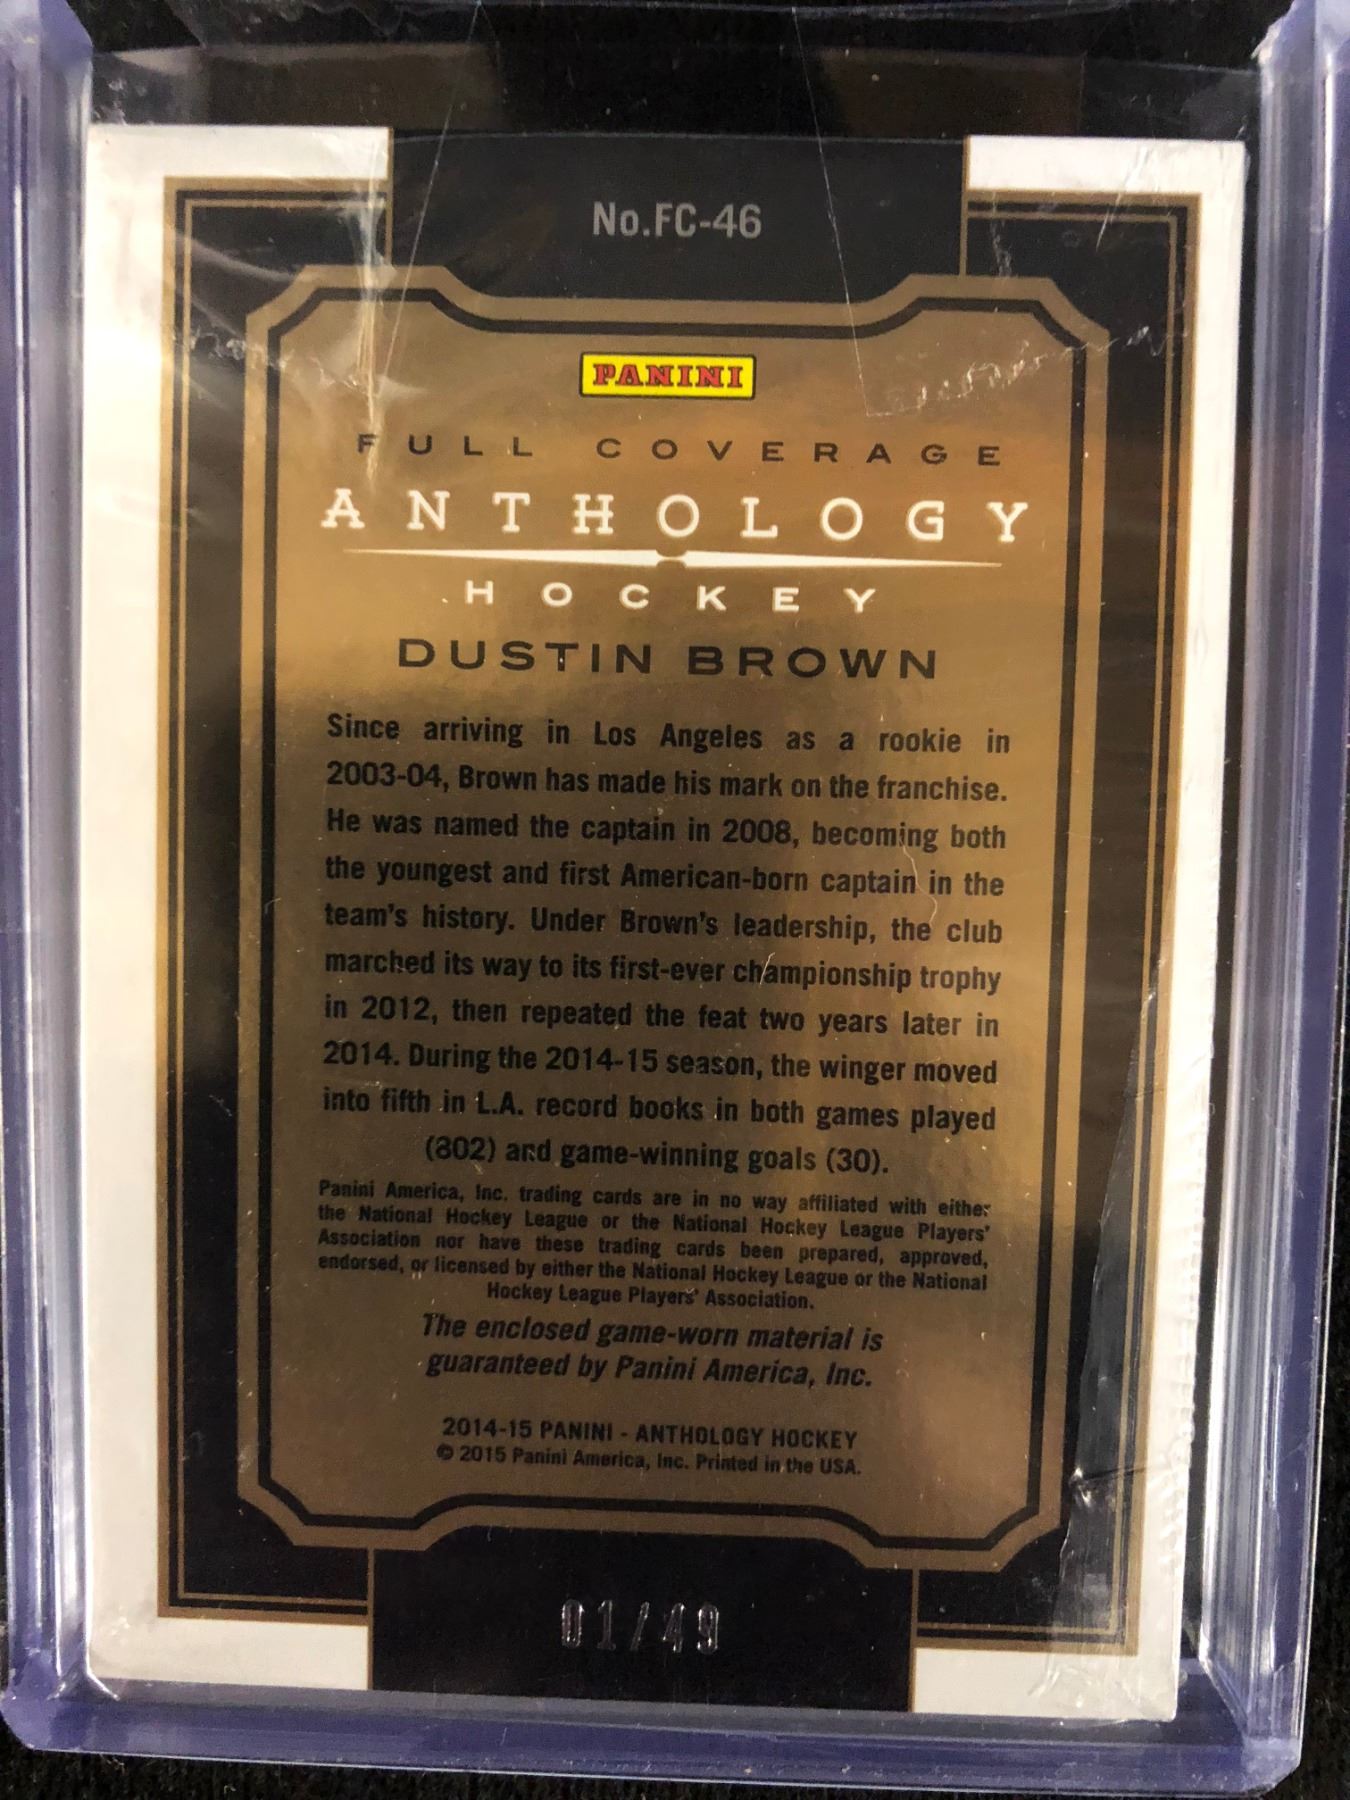 No.FC-46
PANINI
FULL COVERAGE
ANTHOLOGY
HOCKEY
DUSTIN BROWN
Since arriving in Los Angeles as a rookie in
2003-04, Brown has made his mark on the franchise.
He was named the captain in 2008, becoming both
the youngest and first American-born captain in the
team's history. Under Brown's leadership, the club
marched its way to its first-ever championship trophy
in 2012, then repeated the feat two years later in
2014. During the 2014-15 season, the winger moved
into fifth in L.A. record books in both games played
(802) and game-winning goals (30).
Panini America, Inc. trading cards are in no way affiliated with either
the National Hockey League or the National Hockey League Players'
Association nor have these trading cards been prepared, approved,
endorsed, or licensed by either the National Hockey League or the National
Hockey League Players' Association.
The enclosed game-worn material is
guaranteed by Panini America, Inc.
2014-15 PANINI - ANTHOLOGY HOCKEY
© 2015 Panini America, Inc. Printed in the USA.
01/49